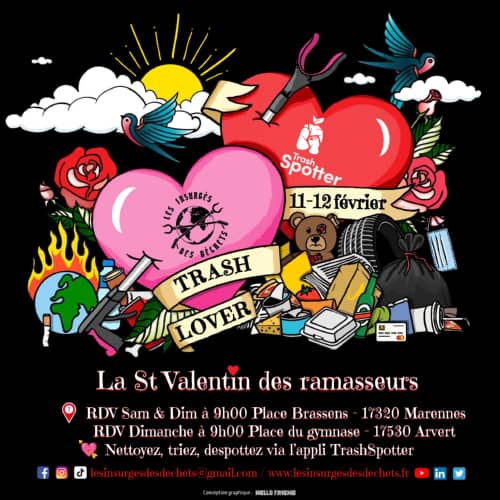 Trash
Spotter
11-12 février
LES INSURGÉS
DES DÉCHETS
TRASH
LOVER
La St Valentin des ramasseurs
RDV Sam & Dim à 9h00 Place Brassens - 17320 Marennes
RDV Dimanche à 9h00 Place du gymnase - 17530 Arvert
Nettoyez, triez, despottez via l'appli TrashSpotter
lesinsurgesdesdechets@gmail.com / www.lesinsurgesdesdechets.fr
Conception graphique : HELLO FRIEND